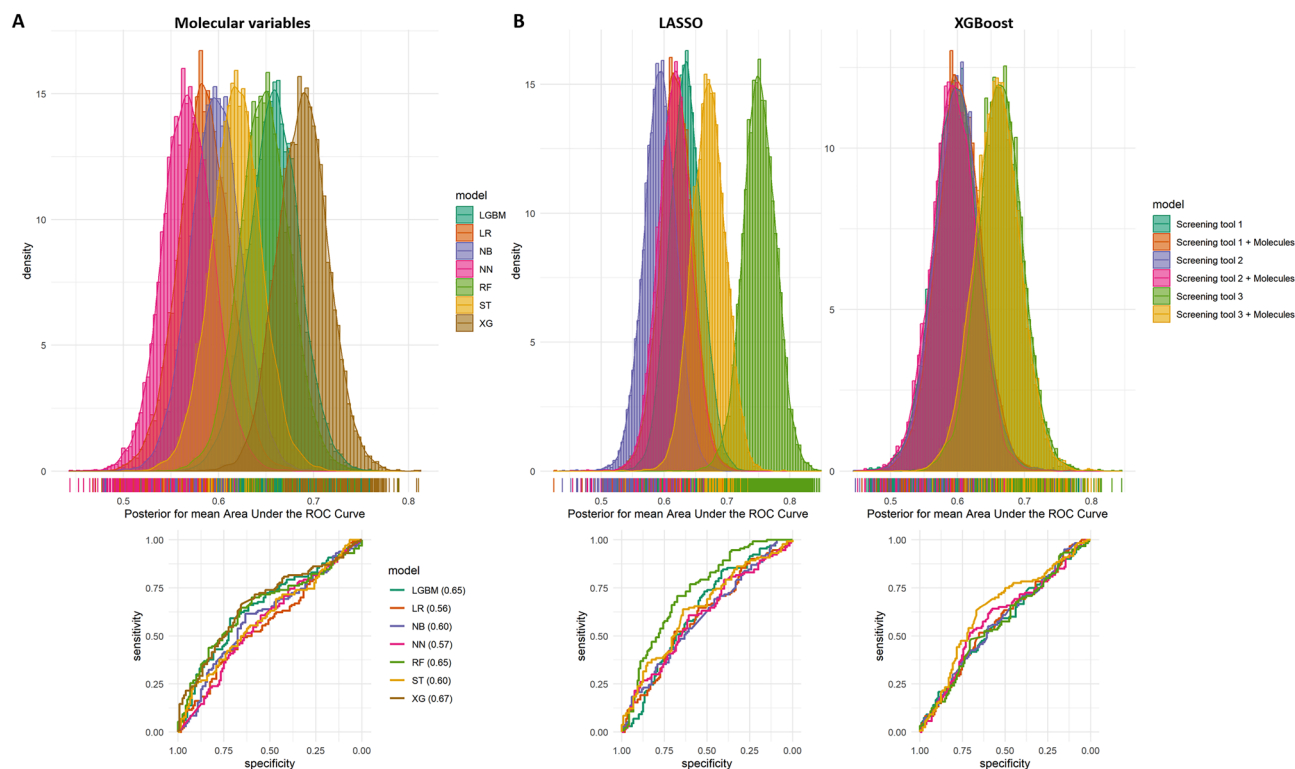 A
Molecular variables
B
LASSO
XGBoost
15
10
5
0
density
0.5
0.6
0.7
0.8
Posterior for mean Area Under the ROC Curve
model
LGBM
LR
NB
NN
RF
ST
XG
15
10
5
0
density
0.5
0.6
0.7
0.8
Posterior for mean Area Under the ROC Curve
10
5
0
0.5
0.6
0.7
0.8
Posterior for mean Area Under the ROC Curve
model
Screening tool 1
Screening tool 1 + Molecules
Screening tool 2
Screening tool 2 + Molecules
Screening tool 3
Screening tool 3 + Molecules
1.00
0.75
0.50
0.25
0.00
sensitivity
1.00
0.75
0.50
0.25
0.00
specificity
model
LGBM (0.65)
LR (0.56)
NB (0.60)
NN (0.57)
RF (0.65)
ST (0.60)
XG (0.67)
1.00
0.75
0.50
0.25
0.00
sensitivity
1.00
0.75
0.50
0.25
0.00
specificity
1.00
0.75
0.50
0.25
0.00
sensitivity
1.00
0.75
0.50
0.25
0.00
specificity